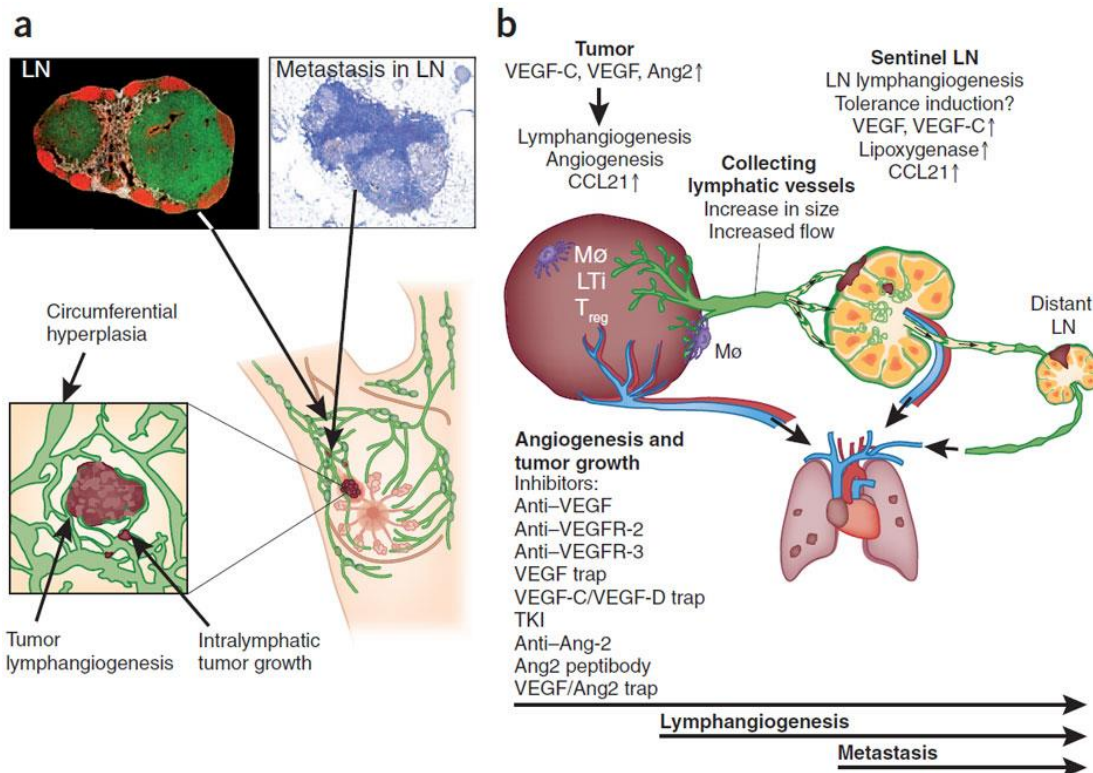 a
LN
Metastasis in LN
Circumferential
hyperplasia
Tumor
lymphangiogenesis
Intralymphatic
tumor growth
b
Tumor
VEGF-C, VEGF, Ang2↑
Lymphangiogenesis
Angiogenesis
CCL21↑
Sentinel LN
LN lymphangiogenesis
Tolerance induction?
VEGF, VEGF-C↑
Lipoxygenase↑
CCL21↑
Collecting
lymphatic vessels
Increase in size
Increased flow
Mø
LTi
Treg
Mø
Distant
LN
Angiogenesis and
tumor growth
Inhibitors:
Anti–VEGF
Anti–VEGFR-2
Anti–VEGFR-3
VEGF trap
VEGF-C/VEGF-D trap
TKI
Anti–Ang-2
Ang2 peptibody
VEGF/Ang2 trap
Lymphangiogenesis
Metastasis